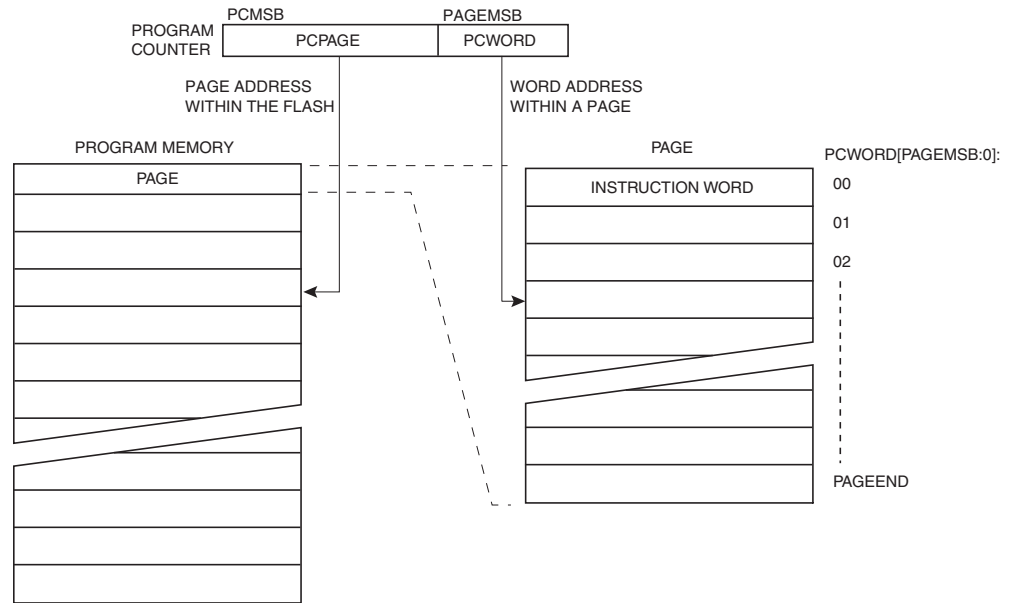 PCMSB
PAGEMSB
PROGRAM
COUNTER
PCPAGE
PCWORD
PAGE ADDRESS
WITHIN THE FLASH
WORD ADDRESS
WITHIN A PAGE
PROGRAM MEMORY
PAGE
PAGE
PCWORD[PAGEMSB:0]:
INSTRUCTION WORD
00
01
02
PAGEEND